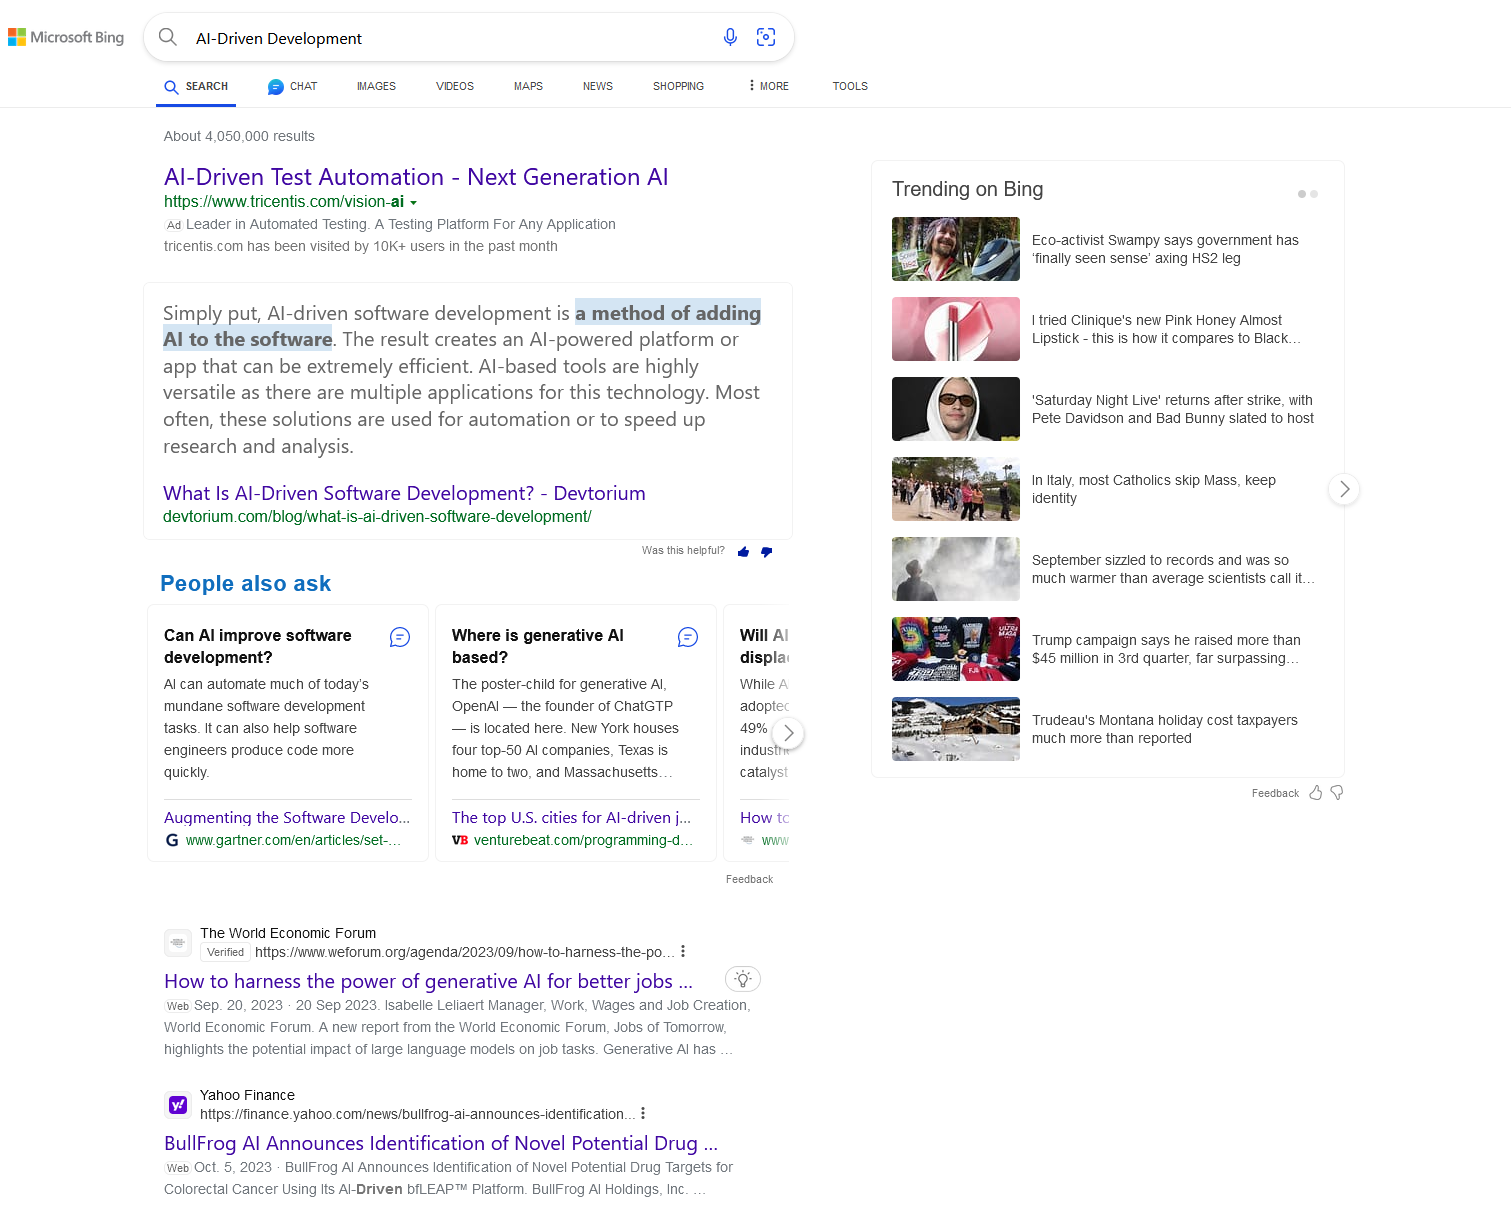 Microsoft Bing
AI-Driven Development
SEARCH
CHAT
IMAGES
VIDEOS
MAPS
NEWS
SHOPPING
MORE
TOOLS
About 4,050,000 results
AI-Driven Test Automation - Next Generation AI
https://www.tricentis.com/vision-ai
Ad Leader in Automated Testing. A Testing Platform For Any Application
tricentis.com has been visited by 10K+ users in the past month
Simply put, AI-driven software development is a method of adding
AI to the software. The result creates an AI-powered platform or
app that can be extremely efficient. AI-based tools are highly
versatile as there are multiple applications for this technology. Most
often, these solutions are used for automation or to speed up
research and analysis.
What Is AI-Driven Software Development? - Devtorium
devtorium.com/blog/what-is-ai-driven-software-development/
Was this helpful?
People also ask
Can AI improve software
development?
AI can automate much of today's
mundane software development
tasks. It can also help software
engineers produce code more
quickly.
Augmenting the Software Develo...
G www.gartner.com/en/articles/set-...
Where is generative AI
based?
The poster-child for generative AI,
OpenAI — the founder of ChatGTP
— is located here. New York houses
four top-50 AI companies, Texas is
home to two, and Massachusetts...
The top U.S. cities for AI-driven j...
VB venturebeat.com/programming-d...
Will AI
displa
While A
adopted
49%
industri
catalyst
How to
www
Feedback
The World Economic Forum
Verified https://www.weforum.org/agenda/2023/09/how-to-harness-the-po...
How to harness the power of generative AI for better jobs ...
Web Sep. 20, 2023 · 20 Sep 2023. Isabelle Leliaert Manager, Work, Wages and Job Creation,
World Economic Forum. A new report from the World Economic Forum, Jobs of Tomorrow,
highlights the potential impact of large language models on job tasks. Generative AI has ...
Yahoo Finance
https://finance.yahoo.com/news/bullfrog-ai-announces-identification...
BullFrog AI Announces Identification of Novel Potential Drug ...
Web Oct. 5, 2023 · BullFrog AI Announces Identification of Novel Potential Drug Targets for
Colorectal Cancer Using Its AI-Driven bfLEAP™ Platform. BullFrog AI Holdings, Inc. ...
Trending on Bing
Eco-activist Swampy says government has
'finally seen sense' axing HS2 leg
I tried Clinique's new Pink Honey Almost
Lipstick - this is how it compares to Black...
'Saturday Night Live' returns after strike, with
Pete Davidson and Bad Bunny slated to host
In Italy, most Catholics skip Mass, keep
identity
September sizzled to records and was so
much warmer than average scientists call it...
Trump campaign says he raised more than
$45 million in 3rd quarter, far surpassing...
Trudeau's Montana holiday cost taxpayers
much more than reported
Feedback